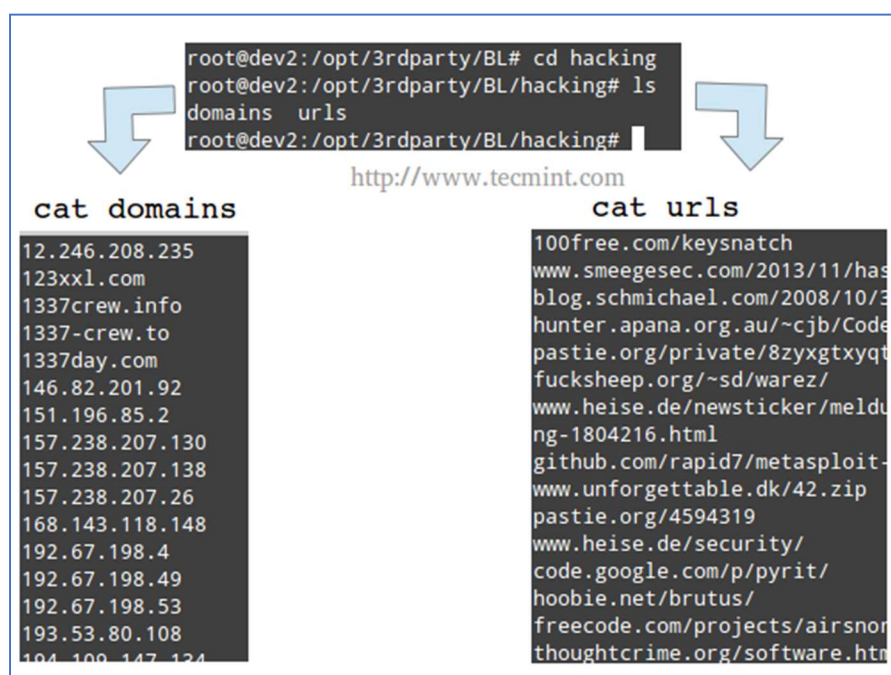 root@dev2:/opt/3rdparty/BL# cd hacking
root@dev2:/opt/3rdparty/BL/hacking# ls
domains urls
root@dev2:/opt/3rdparty/BL/hacking#
http://www.tecmint.com
cat domains
12.246.208.235
123xxl.com
1337crew.info
1337-crew.to
1337day.com
146.82.201.92
151.196.85.2
157.238.207.130
157.238.207.138
157.238.207.26
168.143.118.148
192.67.198.4
192.67.198.49
192.67.198.53
193.53.80.108
194.109.147.134
cat urls
100free.com/keysnatch
www.smeegesec.com/2013/11/has
blog.schmichael.com/2008/10/3
hunter.apana.org.au/~cjb/Code
pastie.org/private/8zyxgtxyqt
fucksheep.org/~sd/warez/
www.heise.de/newsticker/meldu
ng-1804216.html
github.com/rapid7/metasploit-
www.unforgettable.dk/42.zip
pastie.org/4594319
www.heise.de/security/
code.google.com/p/pyrit/
hoobie.net/brutus/
freecode.com/projects/airsnor
thoughtcrime.org/software.htm